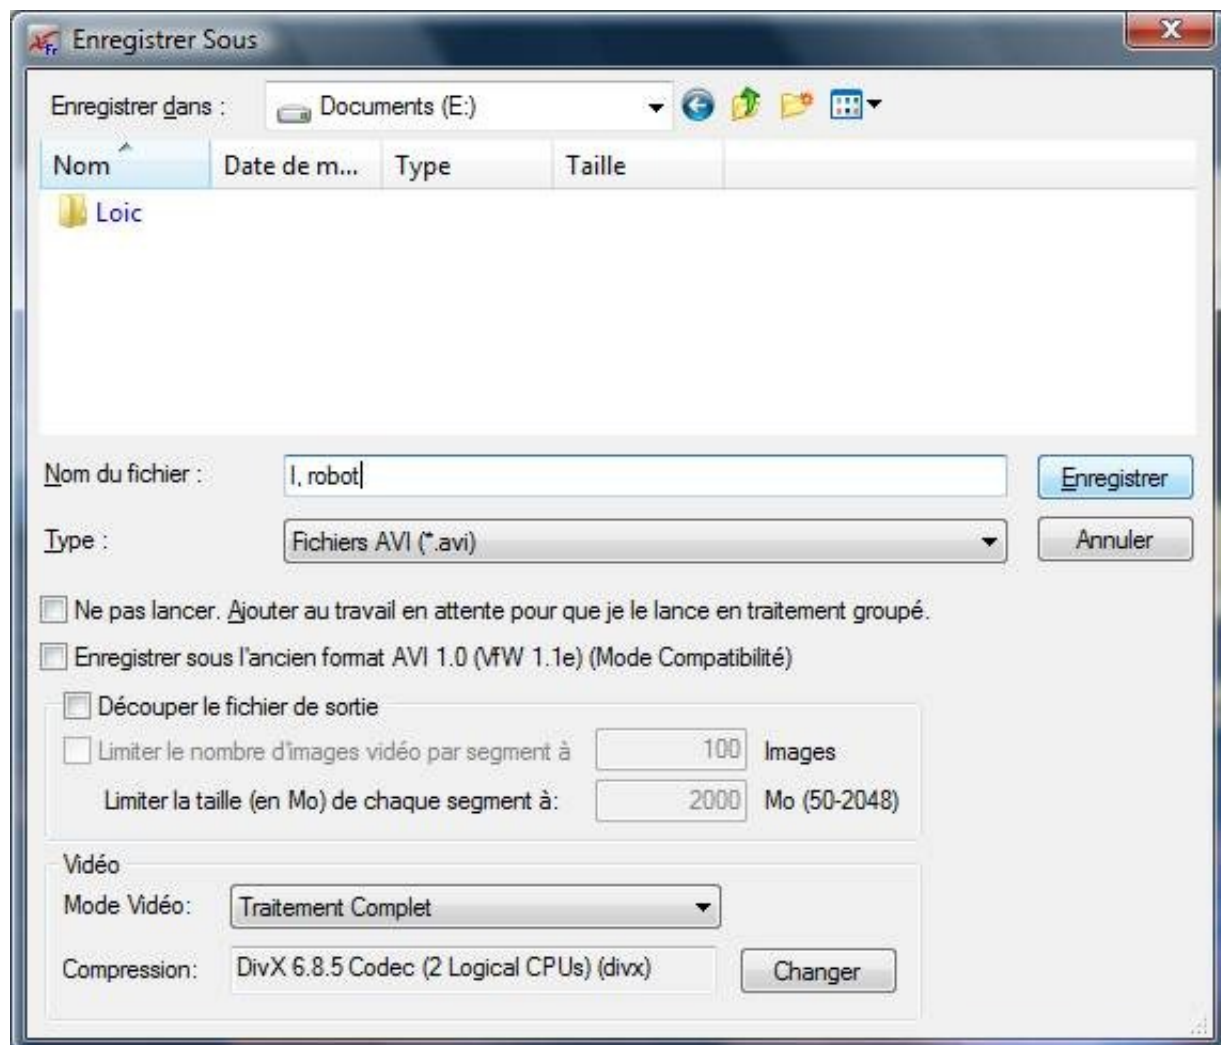 Fr Enregistrer Sous
Enregistrer dans : Documents (E:)
Nom Date de m... Type Taille
Loic
Nom du fichier : I, robot Enregistrer
Type : Fichiers AVI (*.avi) Annuler
Ne pas lancer. Ajouter au travail en attente pour que je le lance en traitement groupé.
Enregistrer sous l'ancien format AVI 1.0 (VfW 1.1e) (Mode Compatibilité)
Découper le fichier de sortie
Limiter le nombre d'images vidéo par segment à 100 Images
Limiter la taille (en Mo) de chaque segment à: 2000 Mo (50-2048)
Vidéo
Mode Vidéo: Traitement Complet
Compression: DivX 6.8.5 Codec (2 Logical CPUs) (divx) Changer